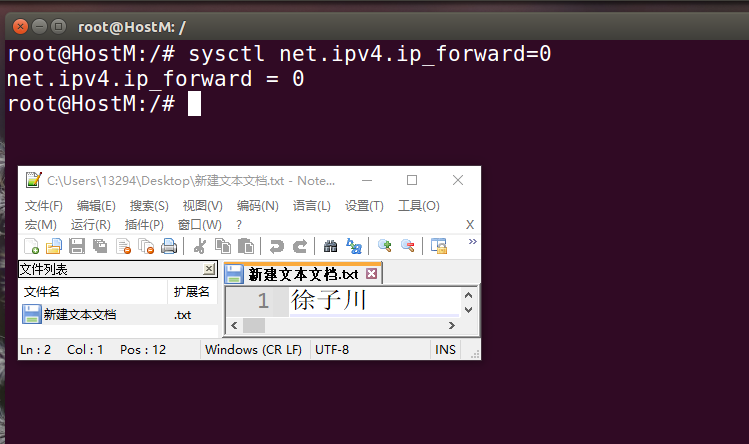 root@HostM: /
root@HostM:/# sysctl net.ipv4.ip_forward=0
net.ipv4.ip_forward = 0
root@HostM:/#
C:\Users\13294\Desktop\新建文本文档.txt - Note...
文件(F) 编辑(E) 搜索(S) 视图(V) 编码(N) 语言(L) 设置(T) 工具(O)
宏(M) 运行(R) 插件(P) 窗口(W) ? X
文件列表
新建文本文档.txt
文件名 扩展名
新建文本文档 .txt
1 徐子川
Ln : 2 Col : 1 Pos : 12 Windows (CR LF) UTF-8 INS